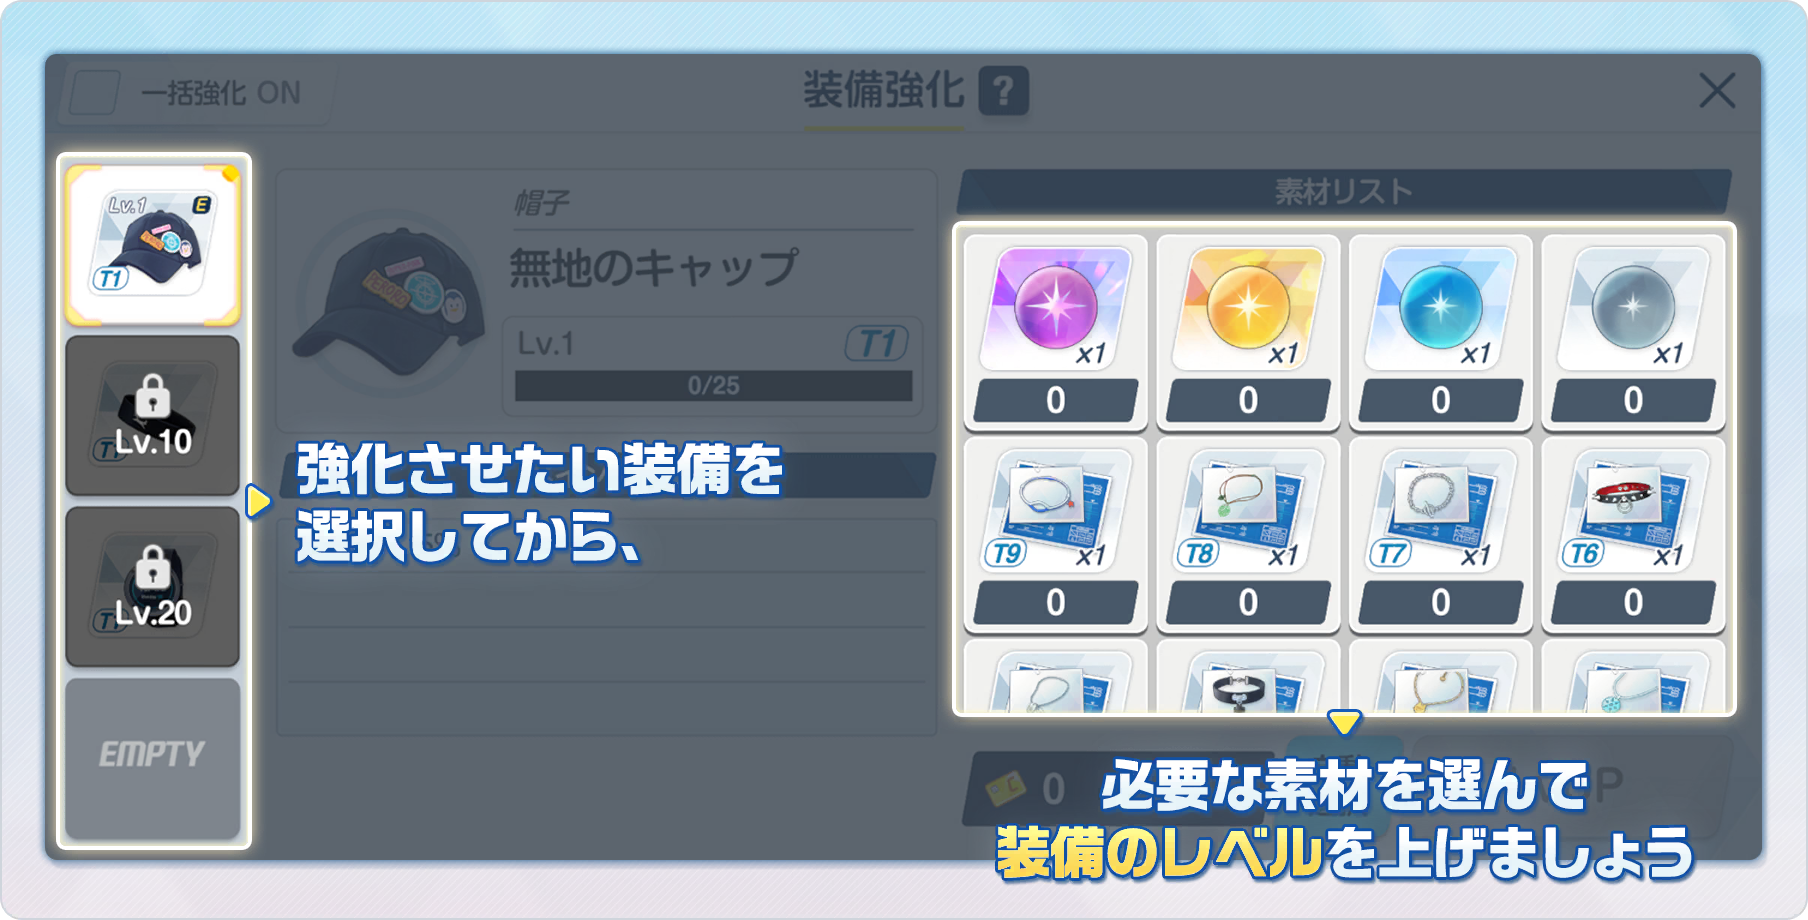 一括強化 ON
装備強化 ?
Lv.1 E
T1
Lv.10
Lv.20
EMPTY
帽子
無地のキャップ
PERORO
Lv.1 T1
0/25
強化させたい装備を
選択してから、
素材リスト
x1 x1 x1 x1
0 0 0 0
T9 x1 T8 x1 T7 x1 T6 x1
0 0 0 0
0
必要な素材を選んで
装備のレベルを上げましょう